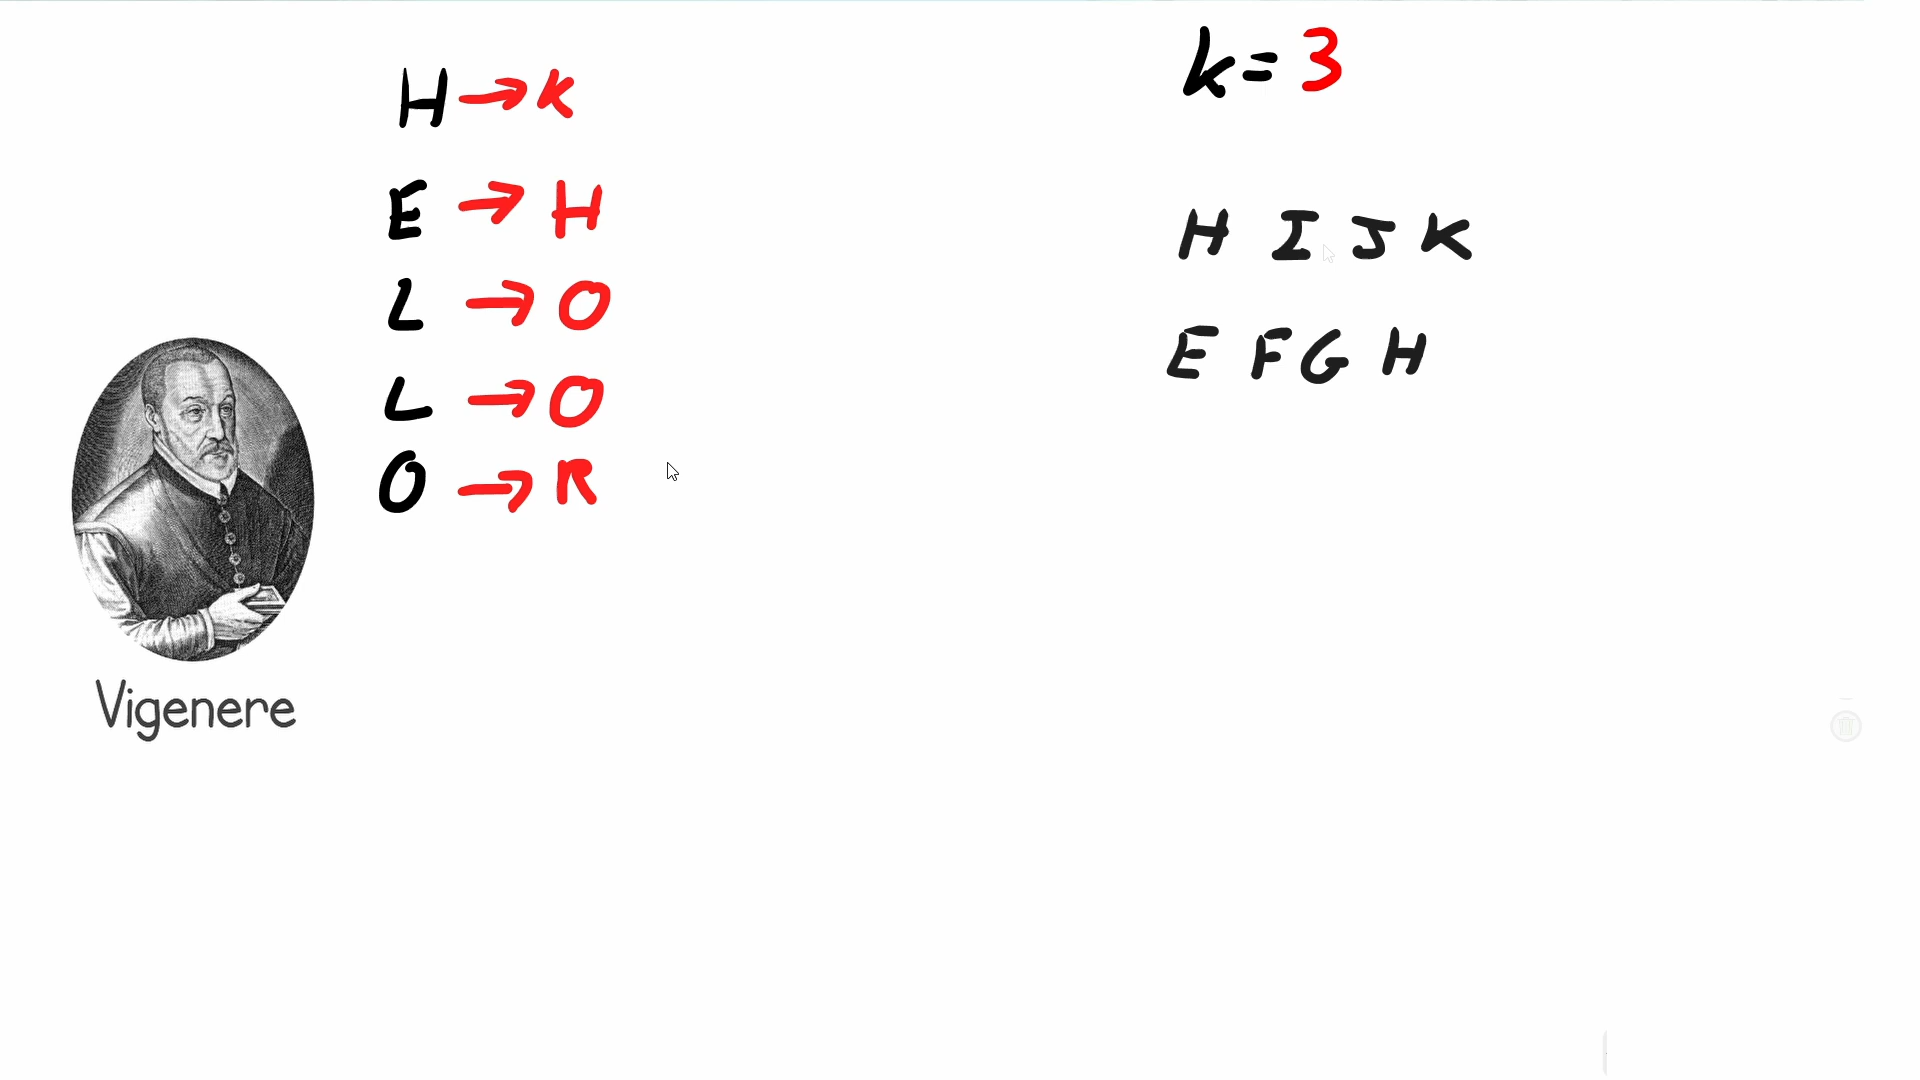 H → K
E → H
L → O
L → O
O → R
Vigenere
k = 3
H I J K
E F G H